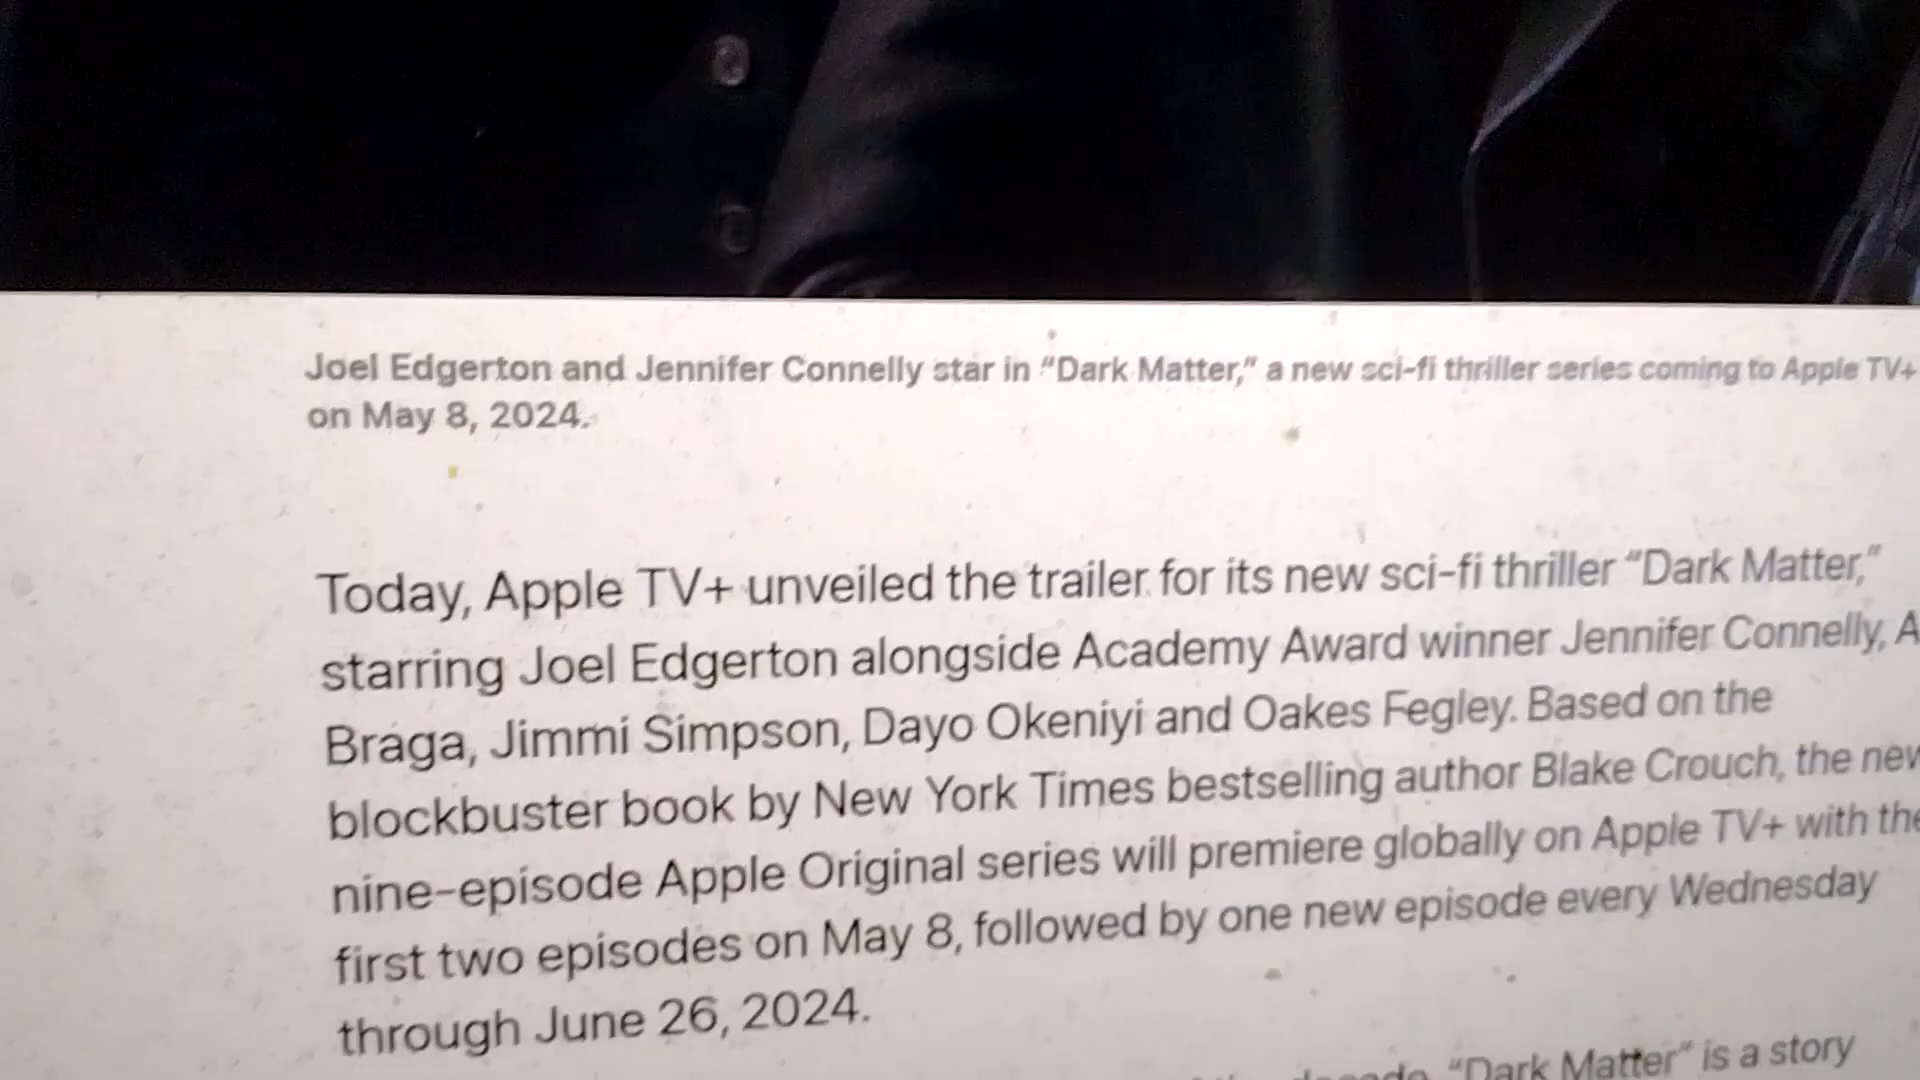 Joel Edgerton and Jennifer Connelly star in “Dark Matter,” a new sci-fi thriller series coming to Apple TV+
on May 8, 2024.
Today, Apple TV+ unveiled the trailer for its new sci-fi thriller “Dark Matter,”
starring Joel Edgerton alongside Academy Award winner Jennifer Connelly, A
Braga, Jimmi Simpson, Dayo Okeniyi and Oakes Fegley. Based on the
blockbuster book by New York Times bestselling author Blake Crouch, the new
nine-episode Apple Original series will premiere globally on Apple TV+ with the
first two episodes on May 8, followed by one new episode every Wednesday
through June 26, 2024.
“Dark Matter” is a story